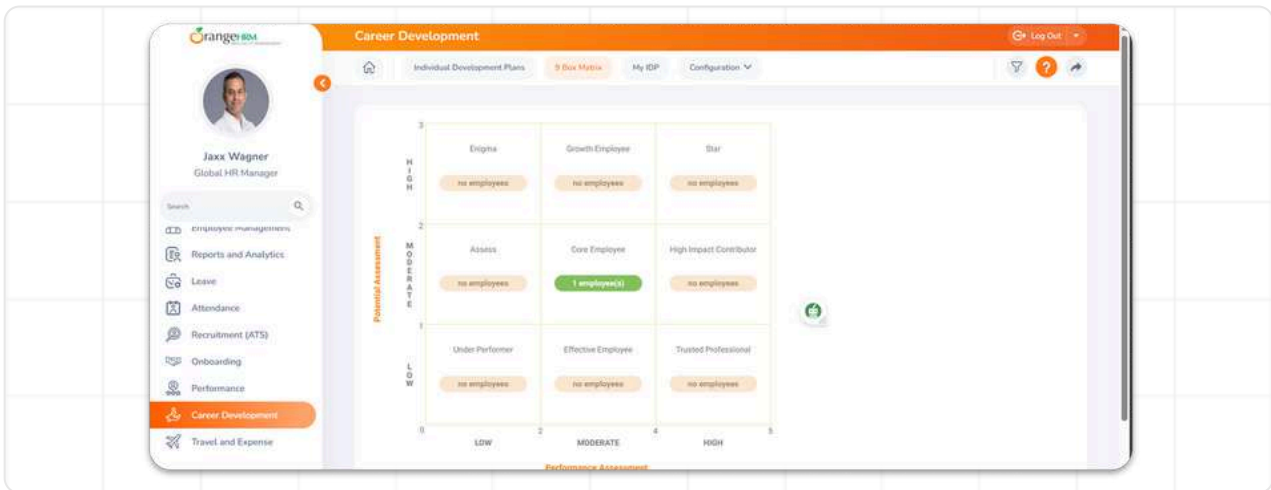 OrangeHRM
Career Development
Log Out
Individual Development Plans 9 Box Matrix My IDP Configuration
?
Jaxx Wagner
Global HR Manager
Search
Employee Management
Reports and Analytics
Leave
Attendance
Recruitment (ATS)
Onboarding
Performance
Career Development
Travel and Expense
Potential Assessment
3
HIGH
Enigma Growth Employee Star
no employees no employees no employees
2
MODERATE
Assess Core Employee High Impact Contributor
no employees 1 employee(s) no employees
1
LOW
Under Performer Effective Employee Trusted Professional
no employees no employees no employees
0 2 4 5
LOW MODERATE HIGH
Performance Assessment